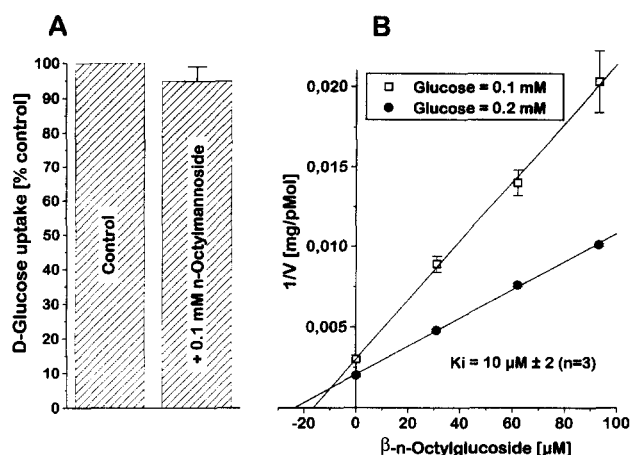 A
D-Glucose uptake [% control]
100
90
80
70
60
50
40
30
20
10
0
Control
+ 0.1 mM n-Octylmannoside
B
1/V [mg/pMol]
0,020
0,015
0,010
0,005
Glucose = 0.1 mM
Glucose = 0.2 mM
Ki = 10 µM ± 2 (n=3)
-20 0 20 40 60 80 100
β-n-Octylglucoside [µM]